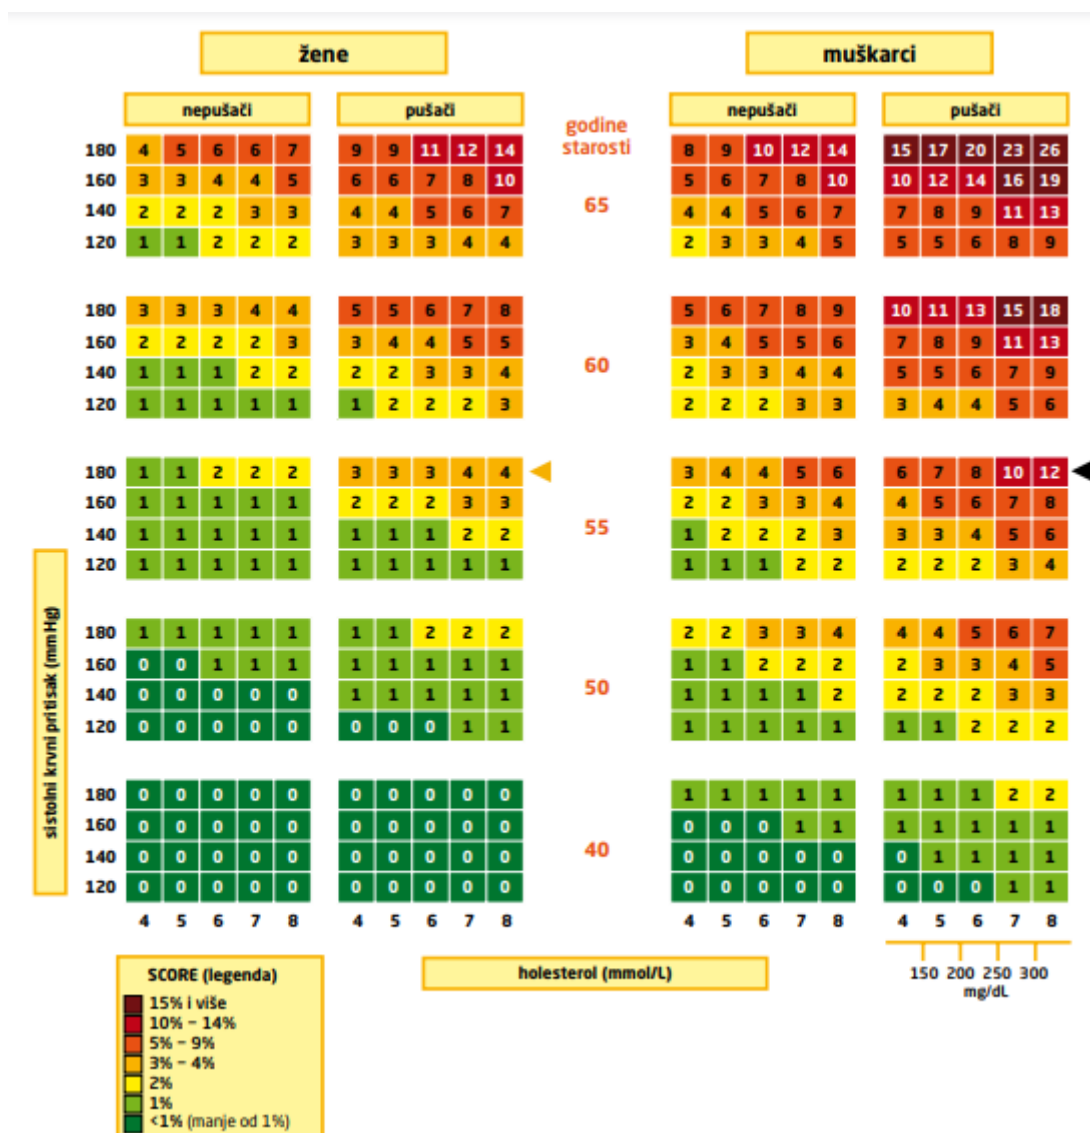 žene muškarci
nepušači pušači godine starosti nepušači pušači
180 4 5 6 6 7 9 9 11 12 14 8 9 10 12 14 15 17 20 23 26
160 3 3 4 4 5 6 6 7 8 10 5 6 7 8 10 10 12 14 16 19
65
140 2 2 2 3 3 4 4 5 6 7 4 4 5 6 7 7 8 9 11 13
120 1 1 2 2 2 3 3 3 4 4 2 3 3 4 5 5 5 6 8 9
180 3 3 3 4 4 5 5 6 7 8 5 6 7 8 9 10 11 13 15 18
160 2 2 2 2 3 3 4 4 5 5 3 4 5 5 6 7 8 9 11 13
60
140 1 1 1 2 2 2 2 3 3 4 2 3 3 4 4 5 5 6 7 9
120 1 1 1 1 1 1 2 2 2 3 2 2 2 3 3 3 4 4 5 6
180 1 1 2 2 2 3 3 3 4 4 3 4 4 5 6 6 7 8 10 12
160 1 1 1 1 1 2 2 2 3 3 2 2 3 3 4 4 5 6 7 8
55
140 1 1 1 1 1 1 1 1 2 2 1 2 2 2 3 3 3 4 5 6
120 1 1 1 1 1 1 1 1 1 1 1 1 1 2 2 2 2 2 3 4
sistolni krvni pritisak (mmHg)
180 1 1 1 1 1 1 1 2 2 2 2 2 3 3 4 4 4 5 6 7
160 0 0 1 1 1 1 1 1 1 1 1 1 2 2 2 2 3 3 4 5
50
140 0 0 0 0 0 1 1 1 1 1 1 1 1 1 2 2 2 2 3 3
120 0 0 0 0 0 0 0 0 1 1 1 1 1 1 1 1 1 2 2 2
180 0 0 0 0 0 0 0 0 0 0 1 1 1 1 1 1 1 1 2 2
160 0 0 0 0 0 0 0 0 0 0 0 0 0 1 1 1 1 1 1 1
40
140 0 0 0 0 0 0 0 0 0 0 0 0 0 0 0 0 1 1 1 1
120 0 0 0 0 0 0 0 0 0 0 0 0 0 0 0 0 0 0 1 1
4 5 6 7 8 4 5 6 7 8 4 5 6 7 8 4 5 6 7 8
holesterol (mmol/L)
150 200 250 300
mg/dL
SCORE (legenda)
15% i više
10% – 14%
5% – 9%
3% – 4%
2%
1%
<1% (manje od 1%)